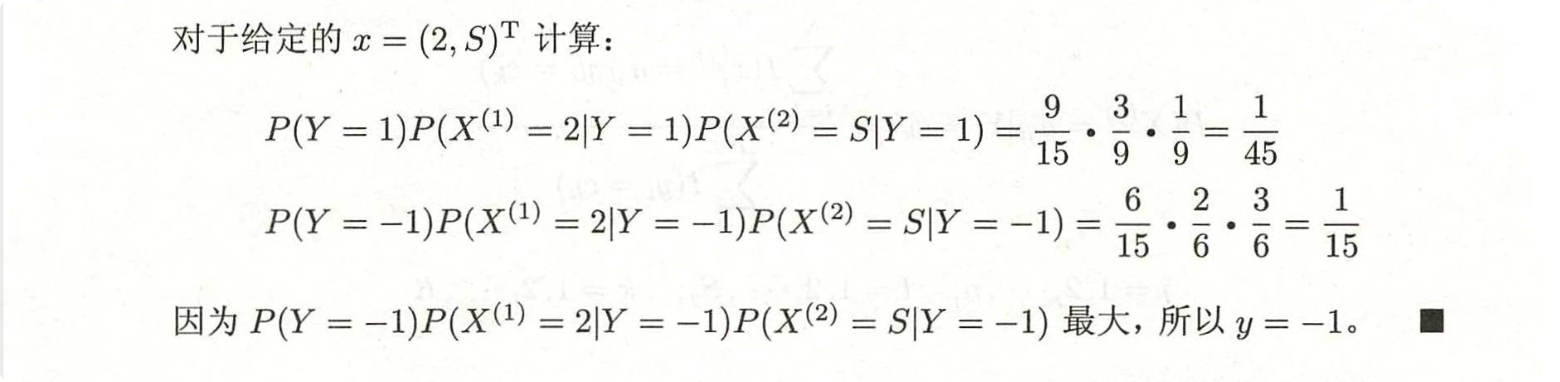 对于给定的 x = (2, S)ᵀ 计算：
P(Y = 1)P(X⁽¹⁾ = 2|Y = 1)P(X⁽²⁾ = S|Y = 1) = 9/15 · 3/9 · 1/9 = 1/45
P(Y = −1)P(X⁽¹⁾ = 2|Y = −1)P(X⁽²⁾ = S|Y = −1) = 6/15 · 2/6 · 3/6 = 1/15
因为 P(Y = −1)P(X⁽¹⁾ = 2|Y = −1)P(X⁽²⁾ = S|Y = −1) 最大，所以 y = −1。 ■